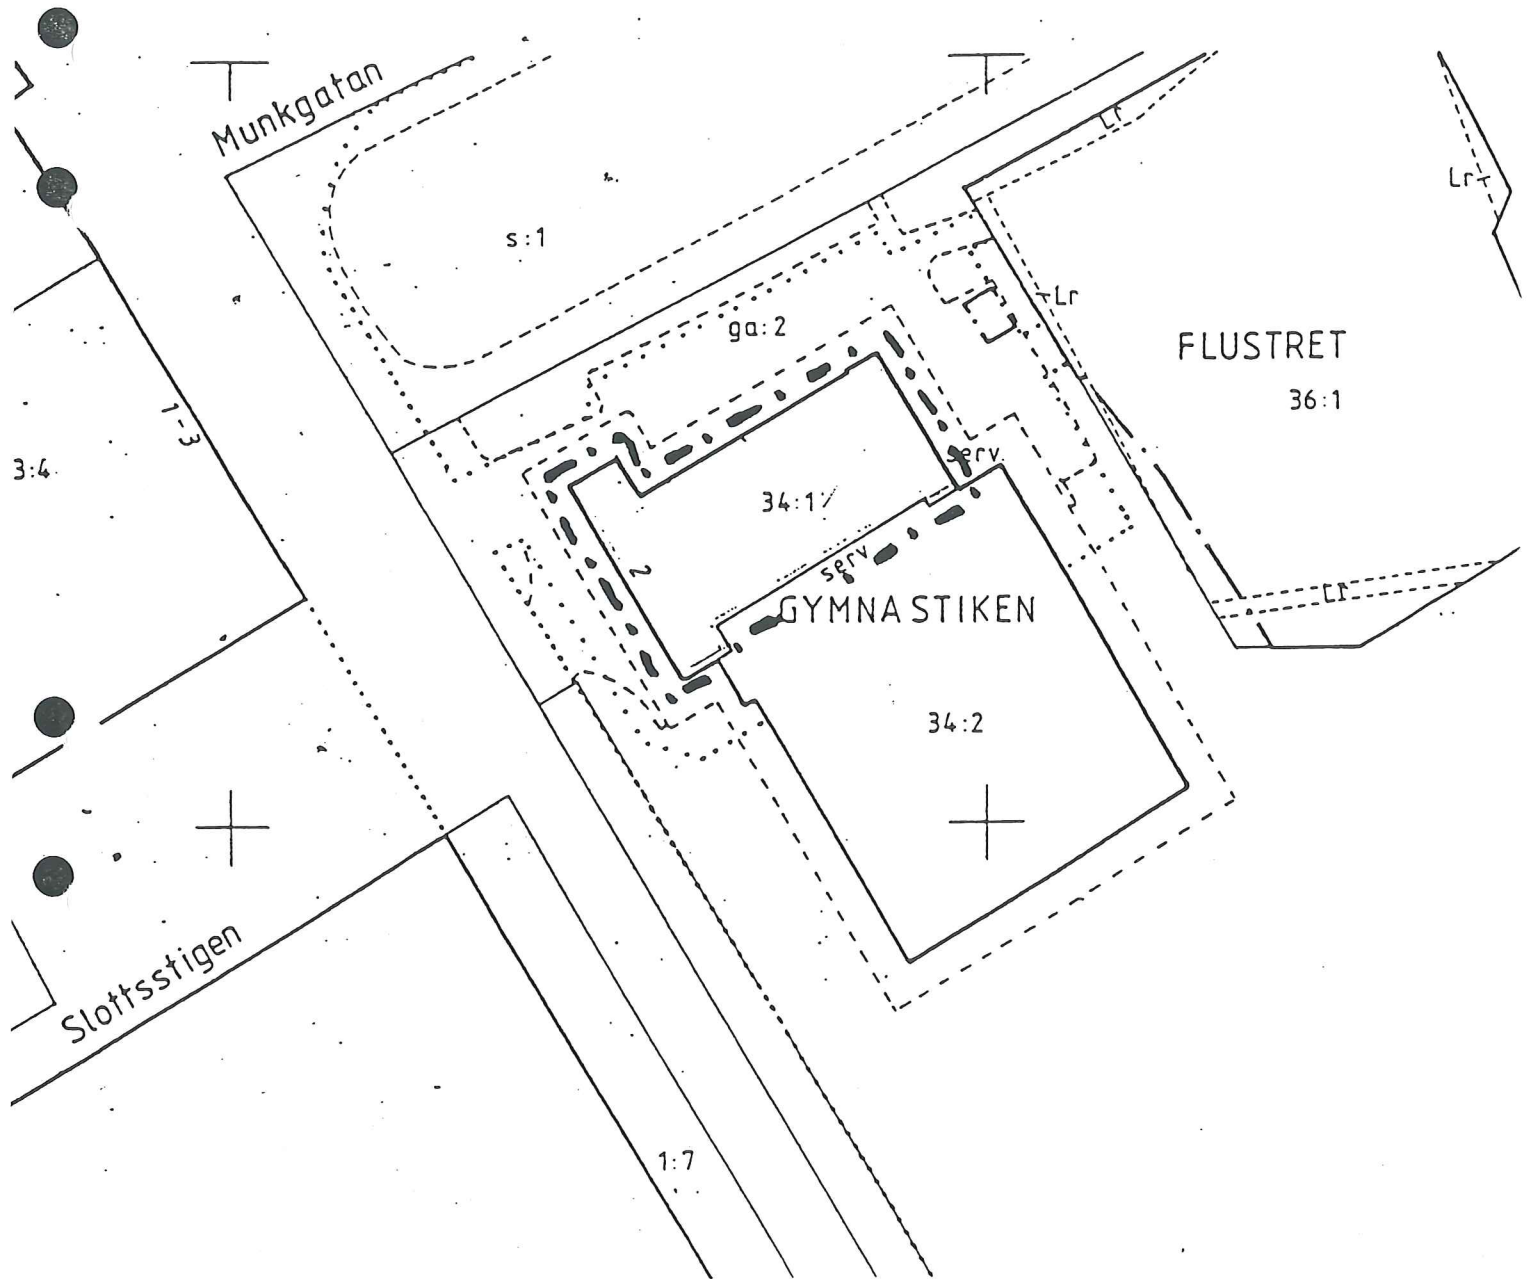 Munkgatan
Lr
Lr
s:1
Lr
ga:2
FLUSTRET
36:1
1-3
3:4
serv.
34:1
serv
2
Lr
GYMNASTIKEN
34:2
Slottsstigen
1:7